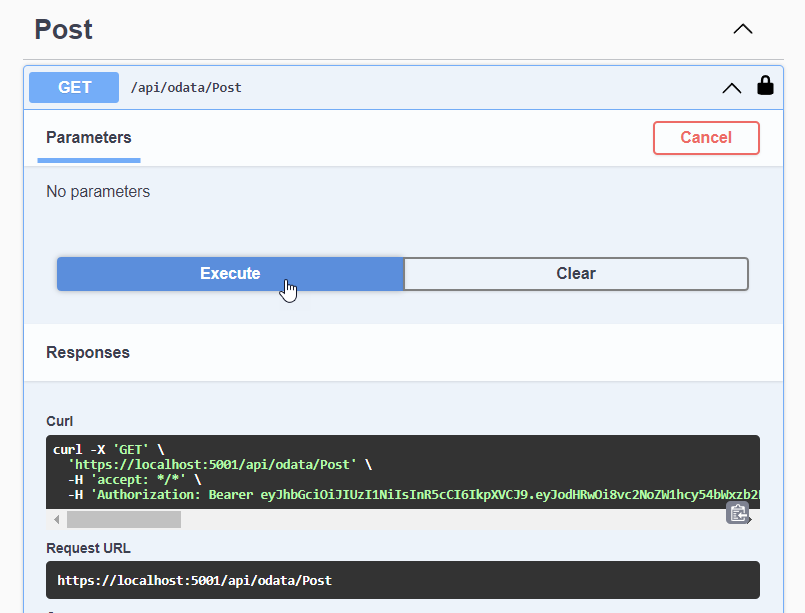 Post
GET /api/odata/Post
Parameters
Cancel
No parameters
Execute
Clear
Responses
Curl
curl -X 'GET' \
'https://localhost:5001/api/odata/Post' \
-H 'accept: */*' \
-H 'Authorization: Bearer eyJhbGciOiJIUzI1NiIsInR5cCI6IkpXVCJ9.eyJodHRwOi8vc2NoZW1hcy54bWxzb2
Request URL
https://localhost:5001/api/odata/Post